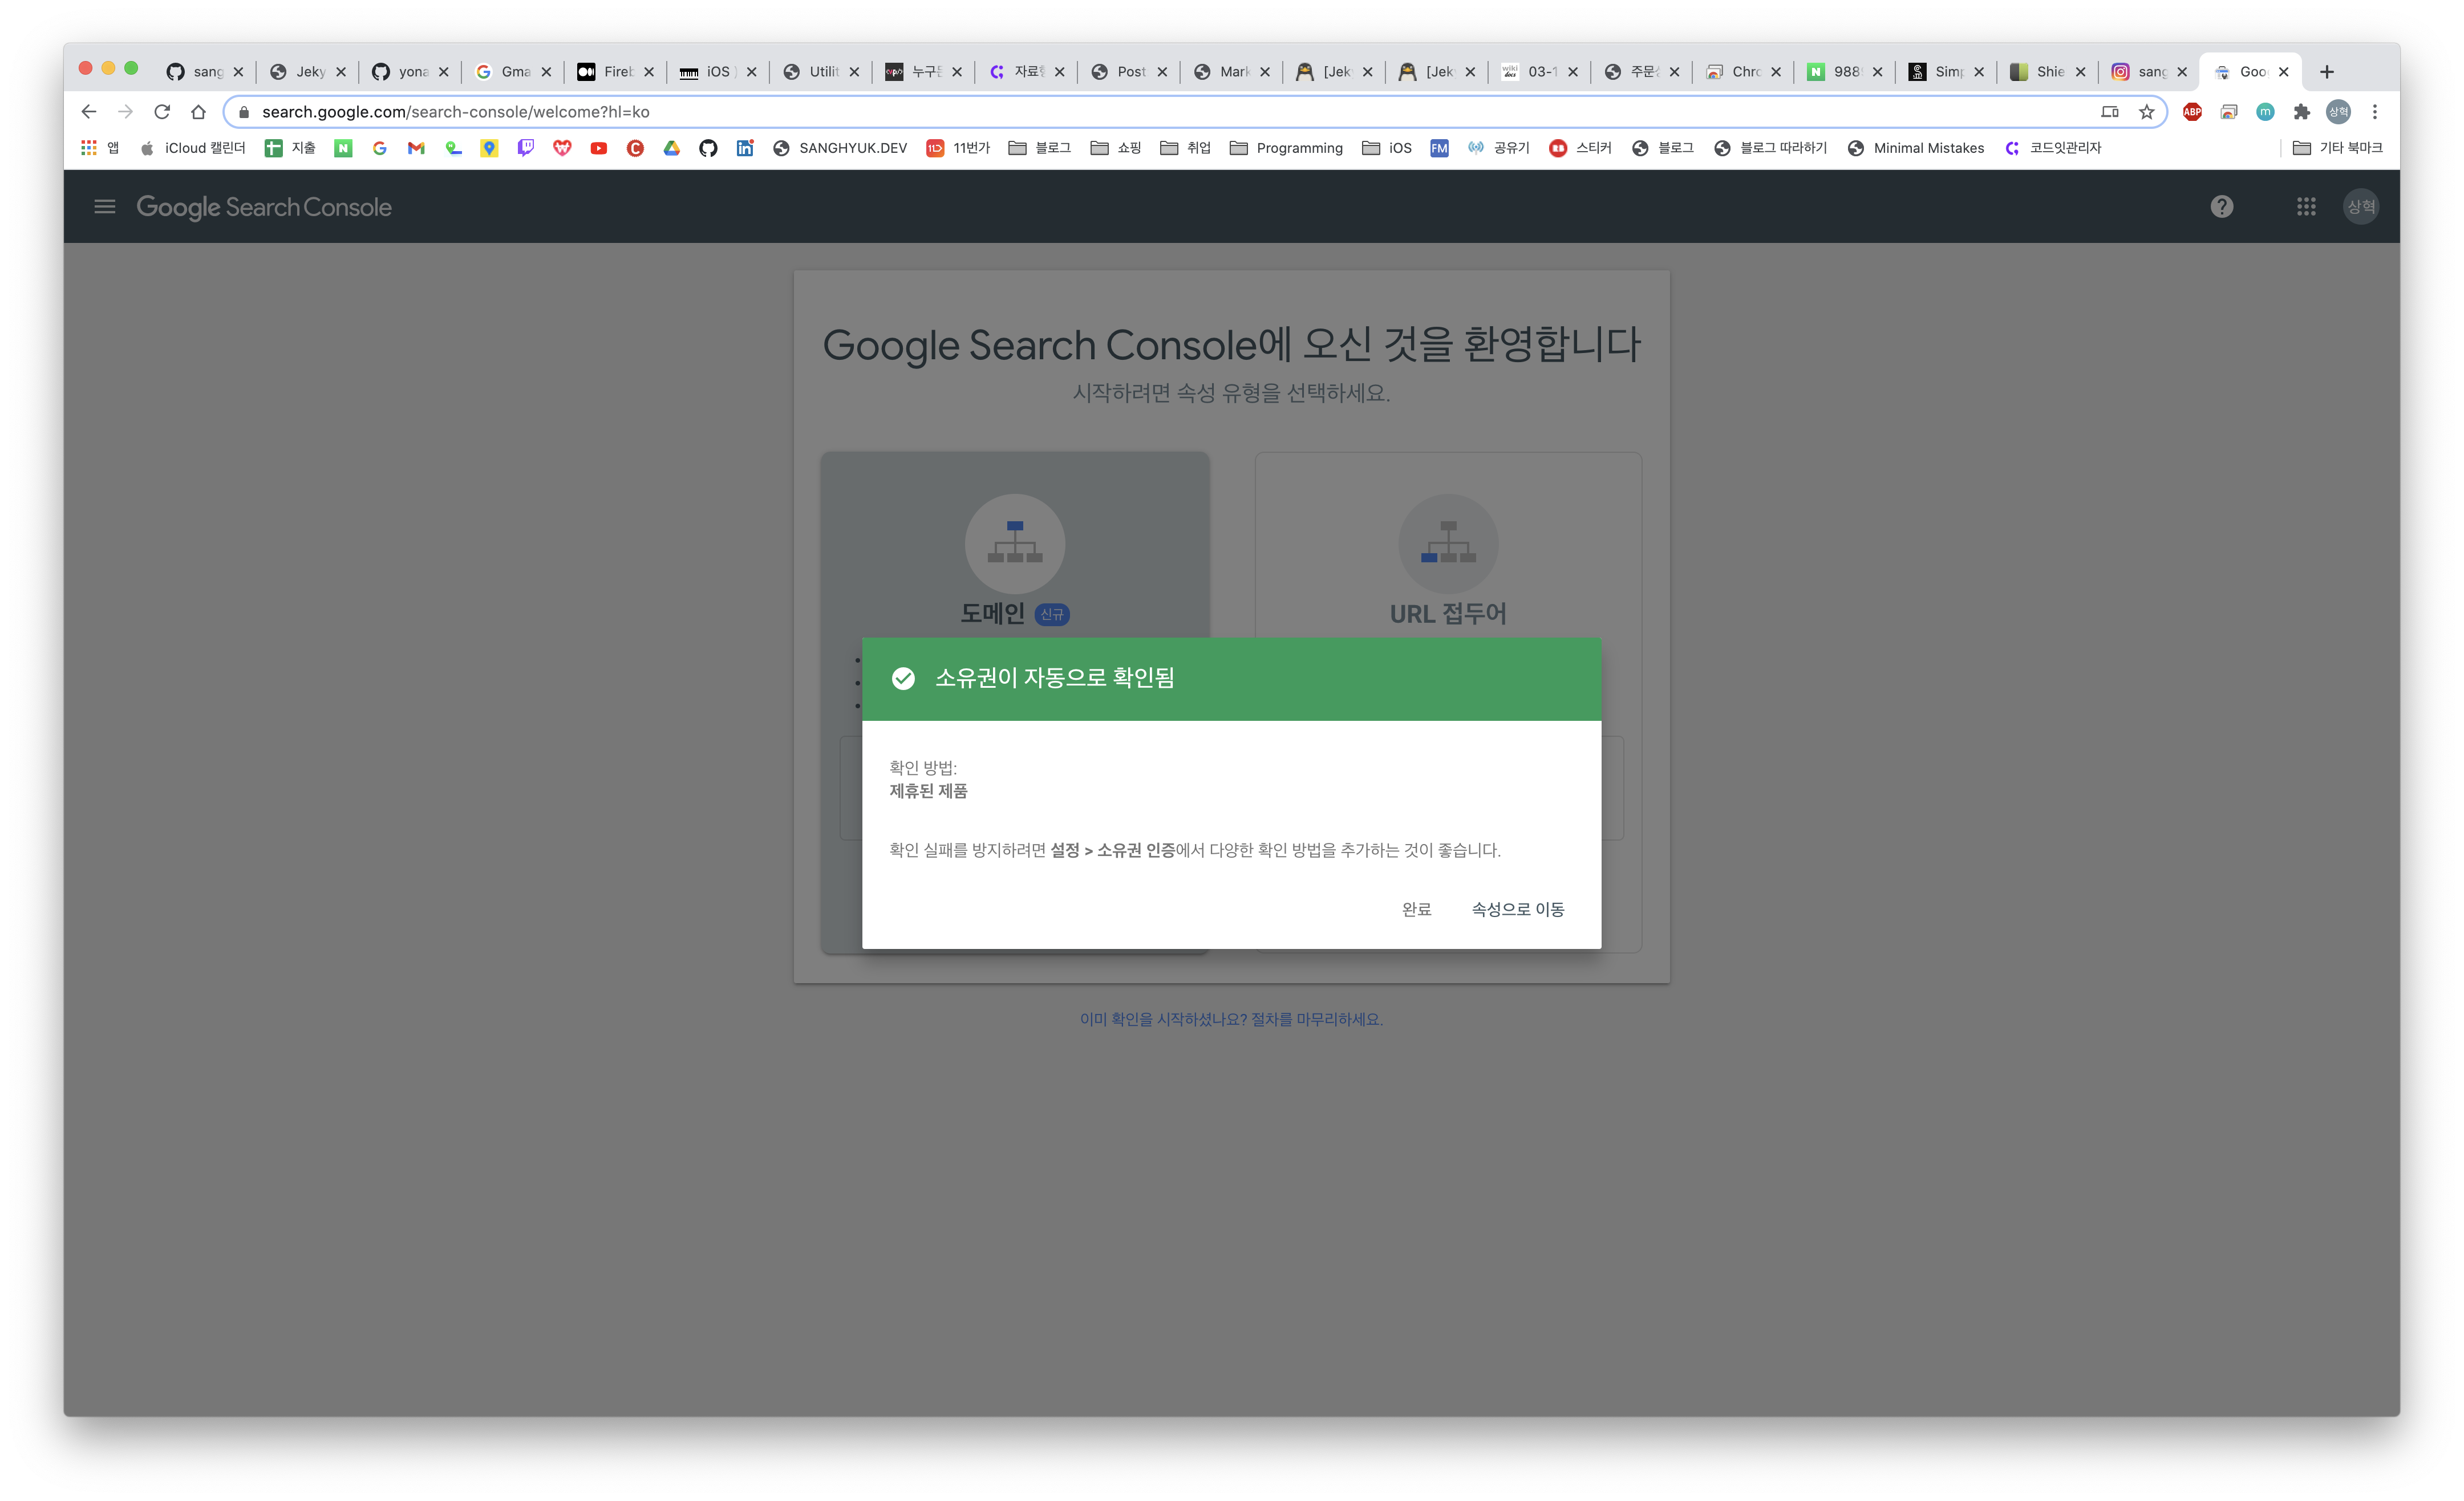 sang
Jeky
yona
Gma
Fireb
iOS
Utilit
누구든
자료형
Post
Mark
[Jek
[Jek
03-1
주문
Chro
988
Simp
Shie
sang
Goo
search.google.com/search-console/welcome?hl=ko
ABP
m
상혁
앱
iCloud 캘린더
지출
SANGHYUK.DEV
11번가
블로그
쇼핑
취업
Programming
iOS
FM
공유기
스티커
블로그
블로그 따라하기
Minimal Mistakes
코드잇관리자
기타 북마크
Google Search Console
상혁
Google Search Console에 오신 것을 환영합니다
시작하려면 속성 유형을 선택하세요.
도메인 신규
URL 접두어
소유권이 자동으로 확인됨
확인 방법:
제휴된 제품
확인 실패를 방지하려면 설정 > 소유권 인증에서 다양한 확인 방법을 추가하는 것이 좋습니다.
완료
속성으로 이동
이미 확인을 시작하셨나요? 절차를 마무리하세요.